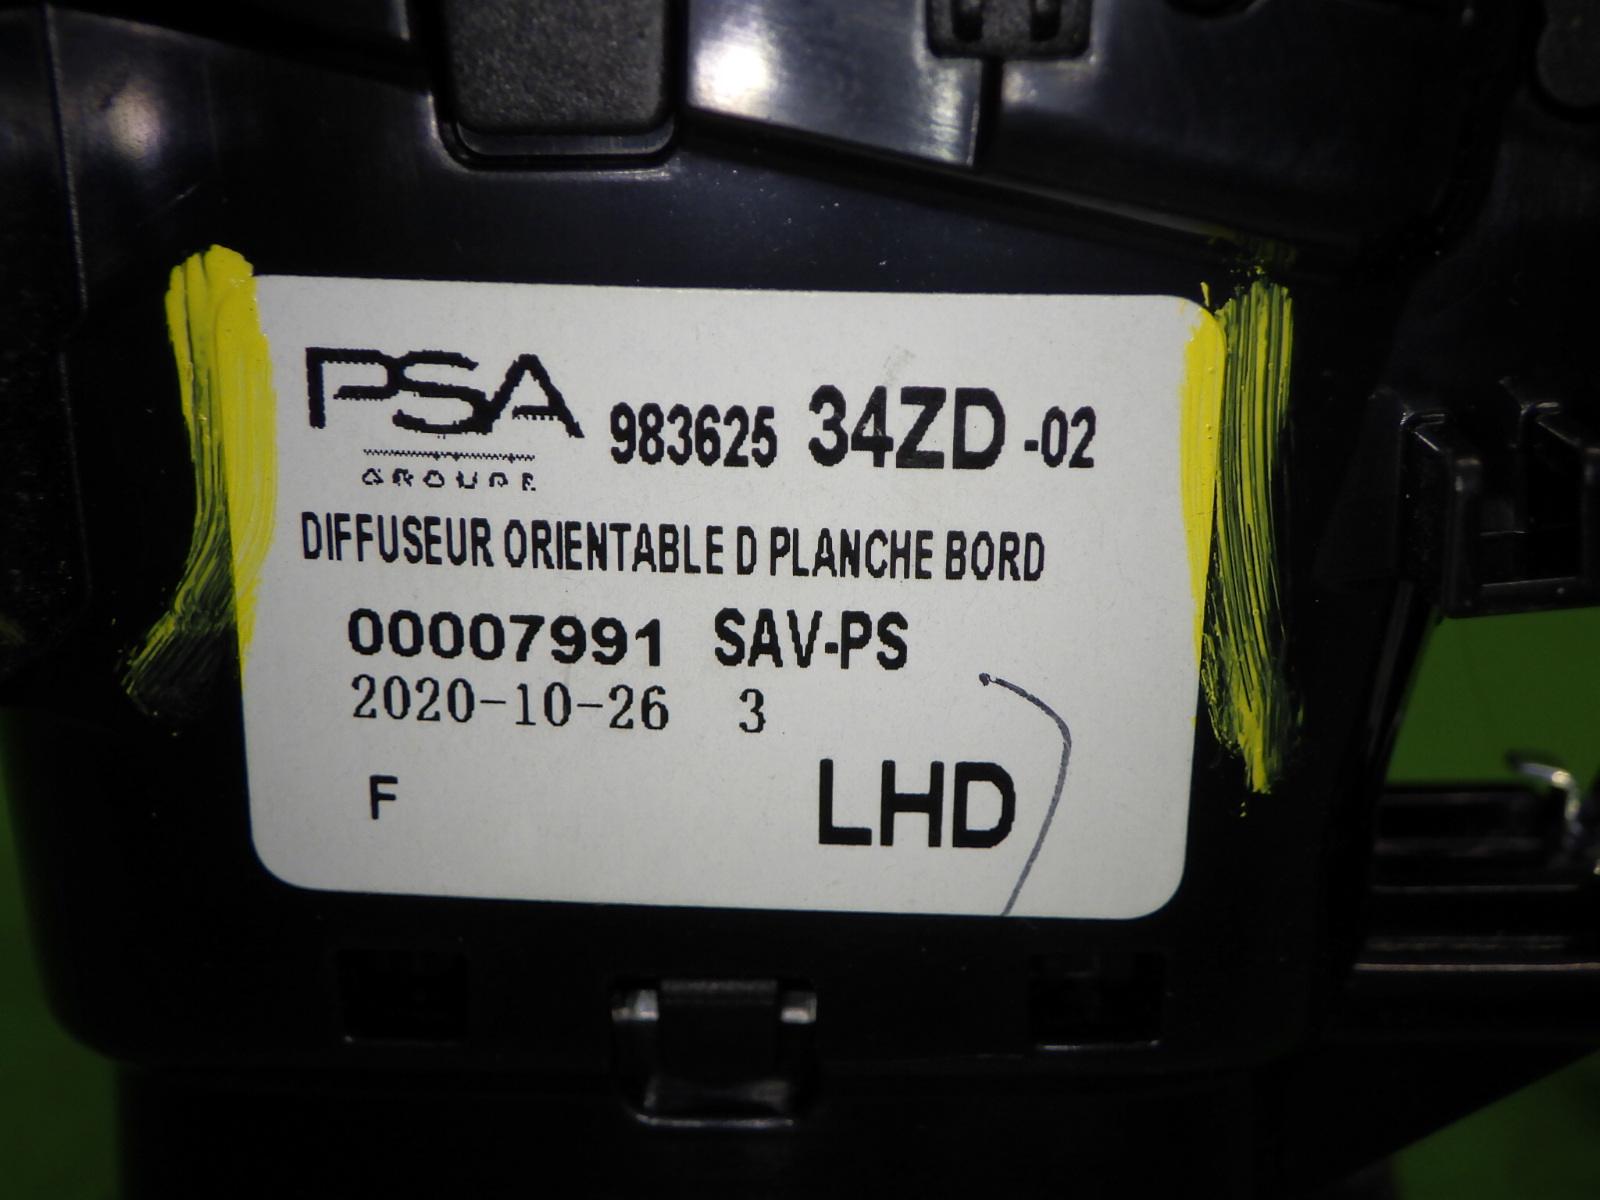 PSA 983625 34ZD -02
GROUPE
DIFFUSEUR ORIENTABLE D PLANCHE BORD
00007991 SAV-PS
2020-10-26 3
F LHD